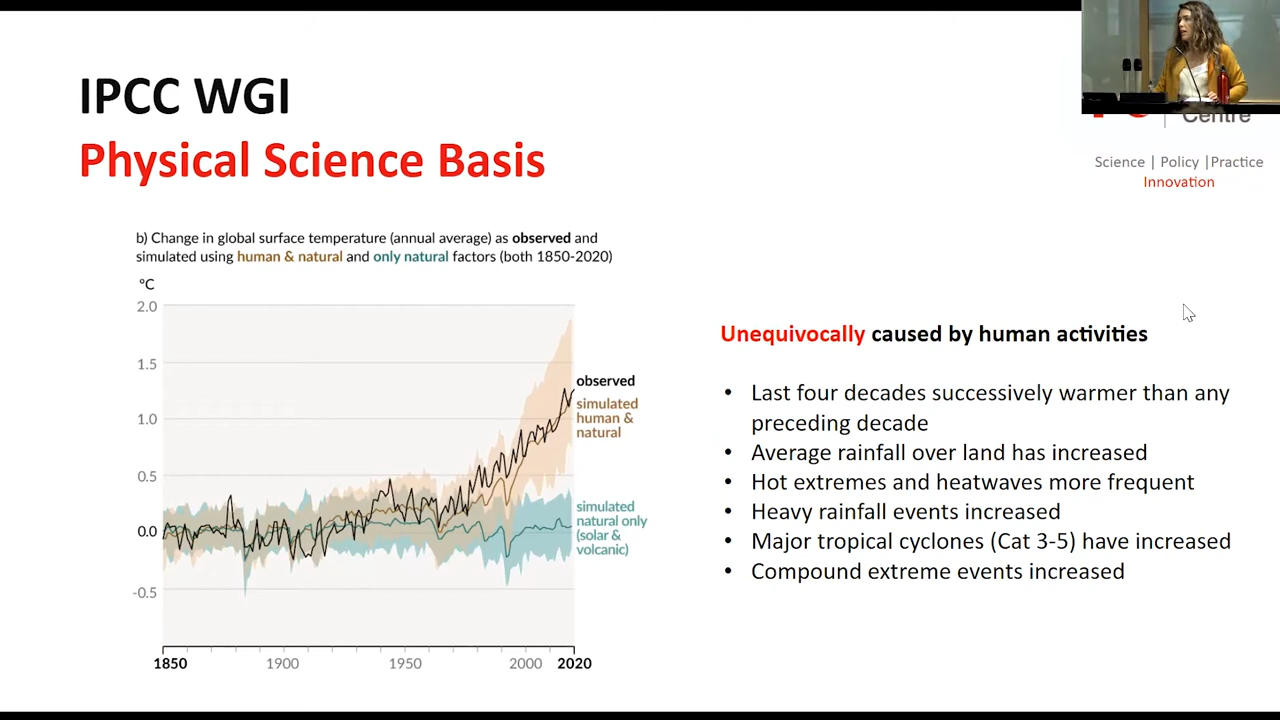 IPCC WGI
Physical Science Basis
Centre
Science | Policy |Practice
Innovation
b) Change in global surface temperature (annual average) as observed and
simulated using human & natural and only natural factors (both 1850-2020)
ºC
2.0
1.5
1.0
0.5
0.0
-0.5
1850
1900
1950
2000
2020
observed
simulated
human &
natural
simulated
natural only
(solar &
volcanic)
Unequivocally caused by human activities
• Last four decades successively warmer than any
preceding decade
• Average rainfall over land has increased
• Hot extremes and heatwaves more frequent
• Heavy rainfall events increased
• Major tropical cyclones (Cat 3-5) have increased
• Compound extreme events increased